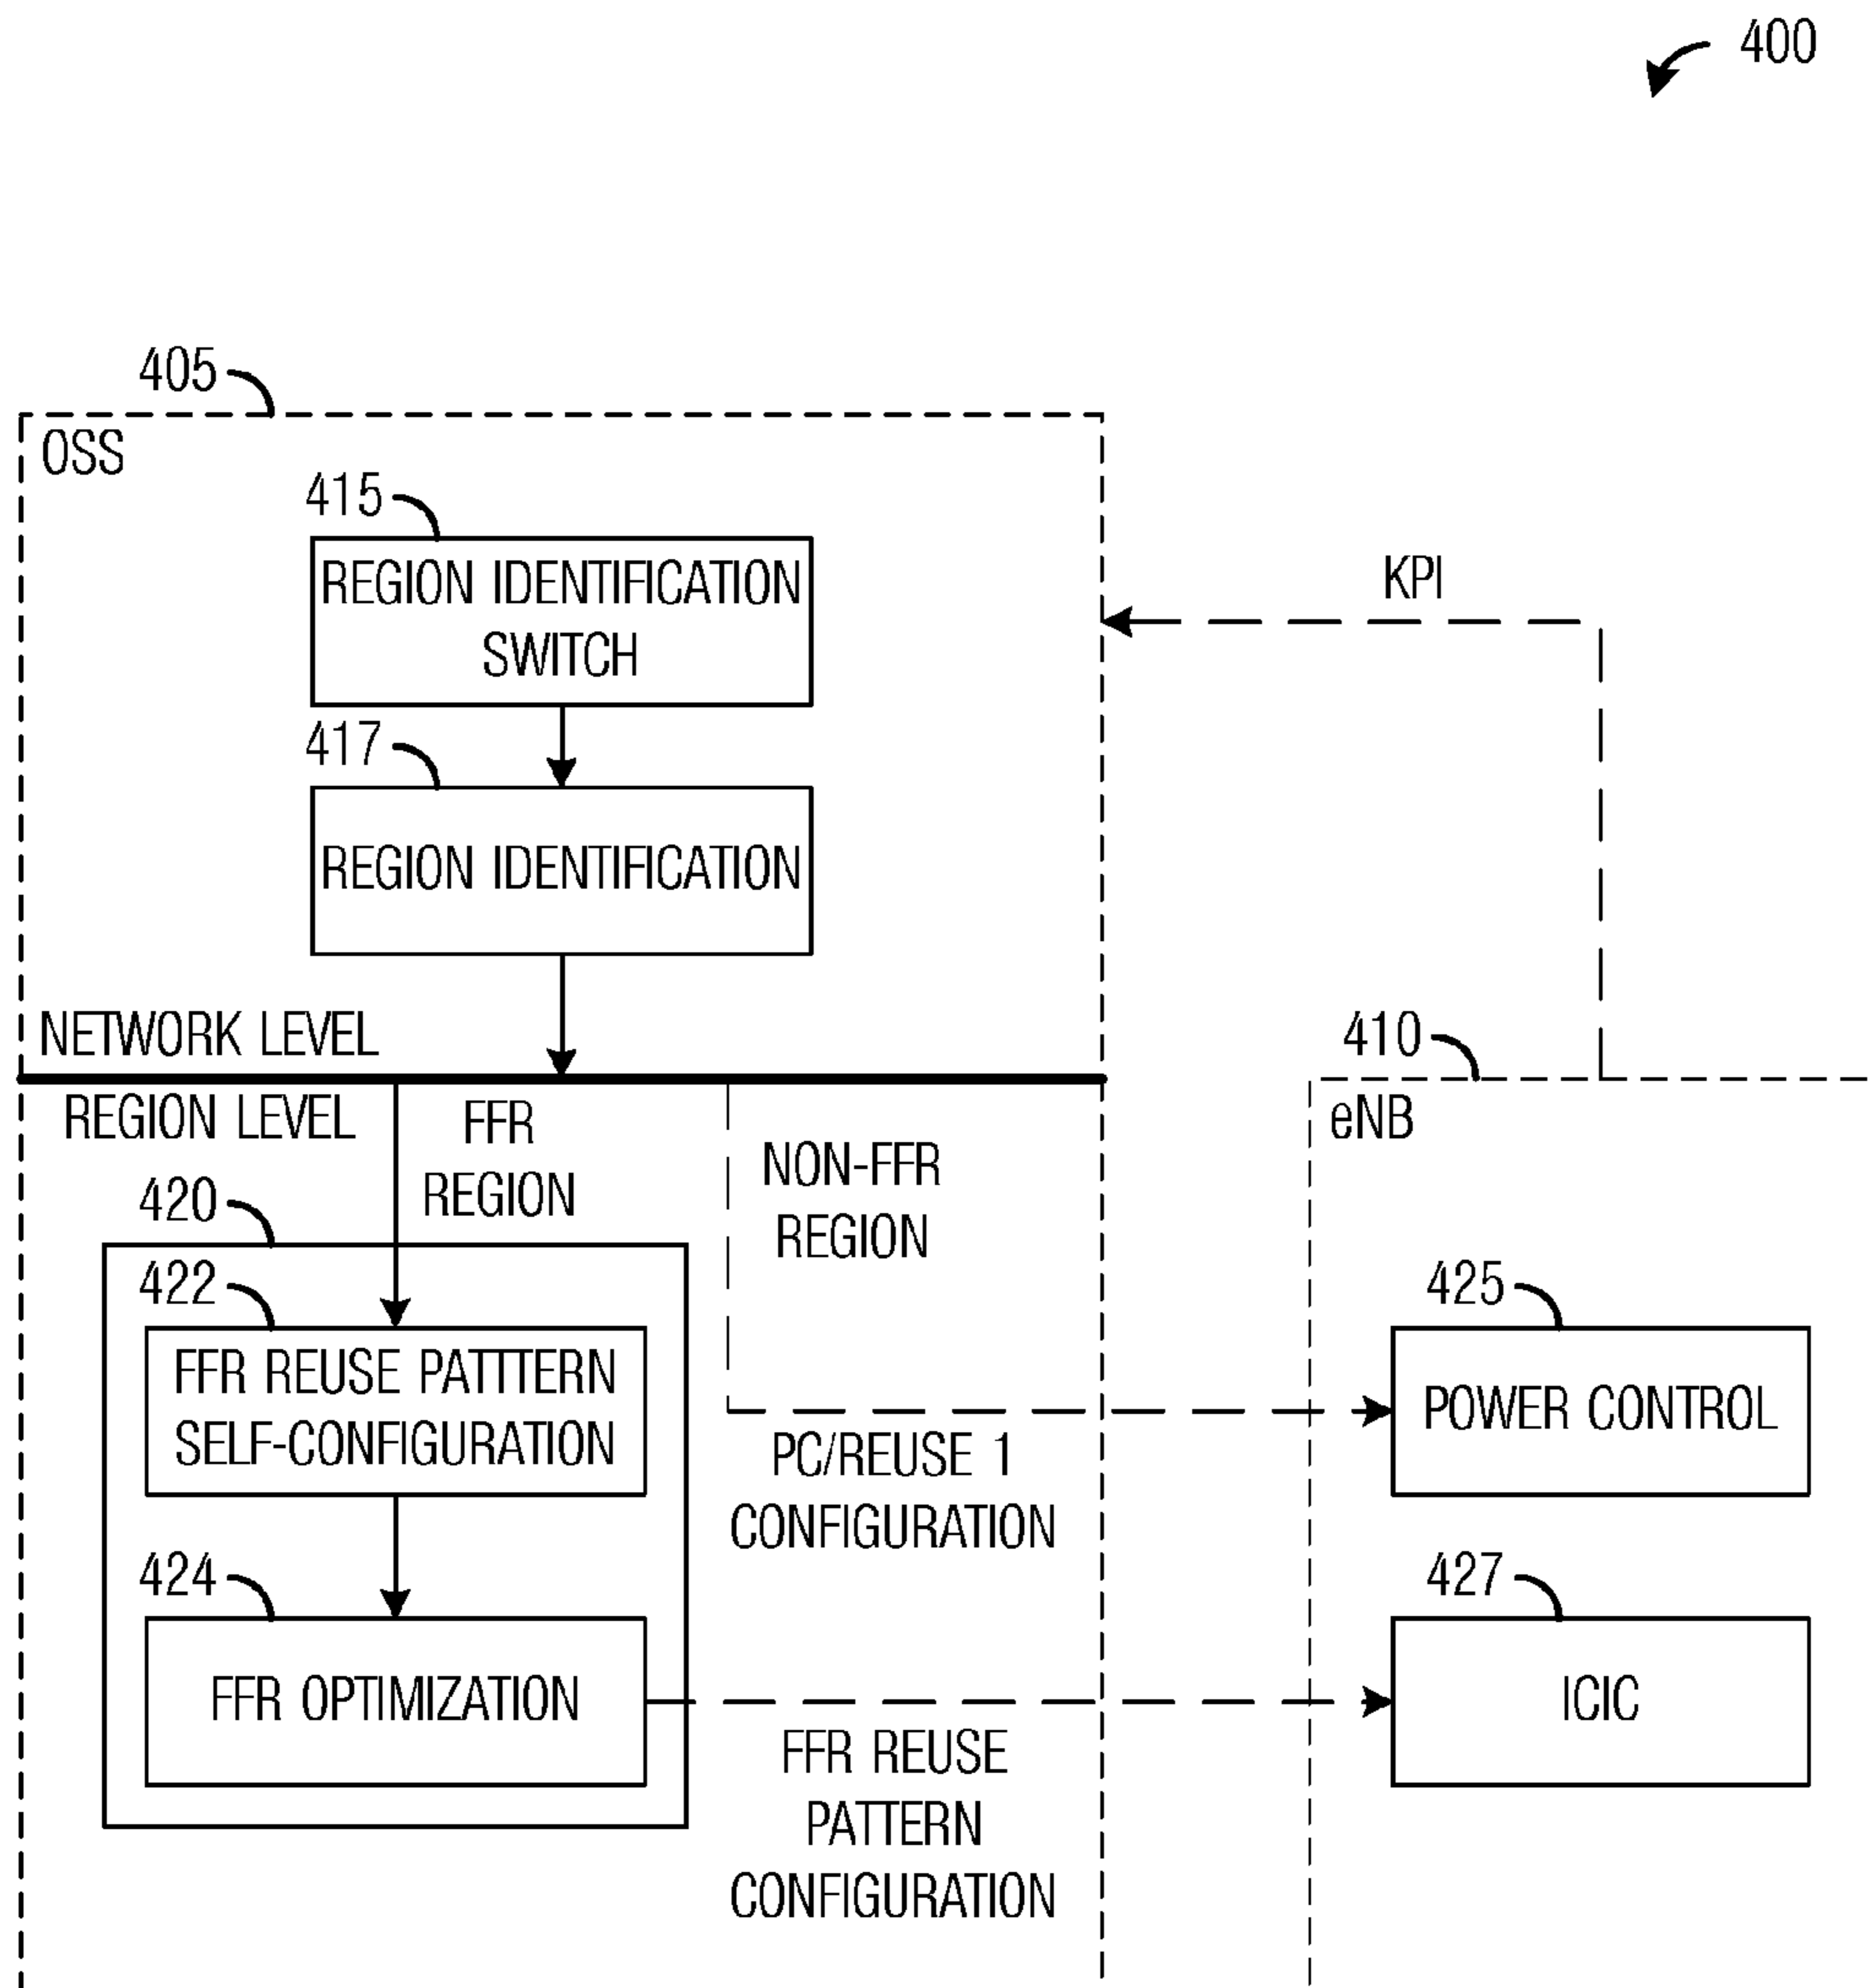 400
405
OSS
415
REGION IDENTIFICATION
SWITCH
KPI
417
REGION IDENTIFICATION
NETWORK LEVEL
410
REGION LEVEL
FFR
REGION
eNB
NON-FFR
REGION
420
422
425
FFR REUSE PATTTERN
SELF-CONFIGURATION
POWER CONTROL
PC/REUSE 1
CONFIGURATION
424
427
FFR OPTIMIZATION
ICIC
FFR REUSE
PATTERN
CONFIGURATION